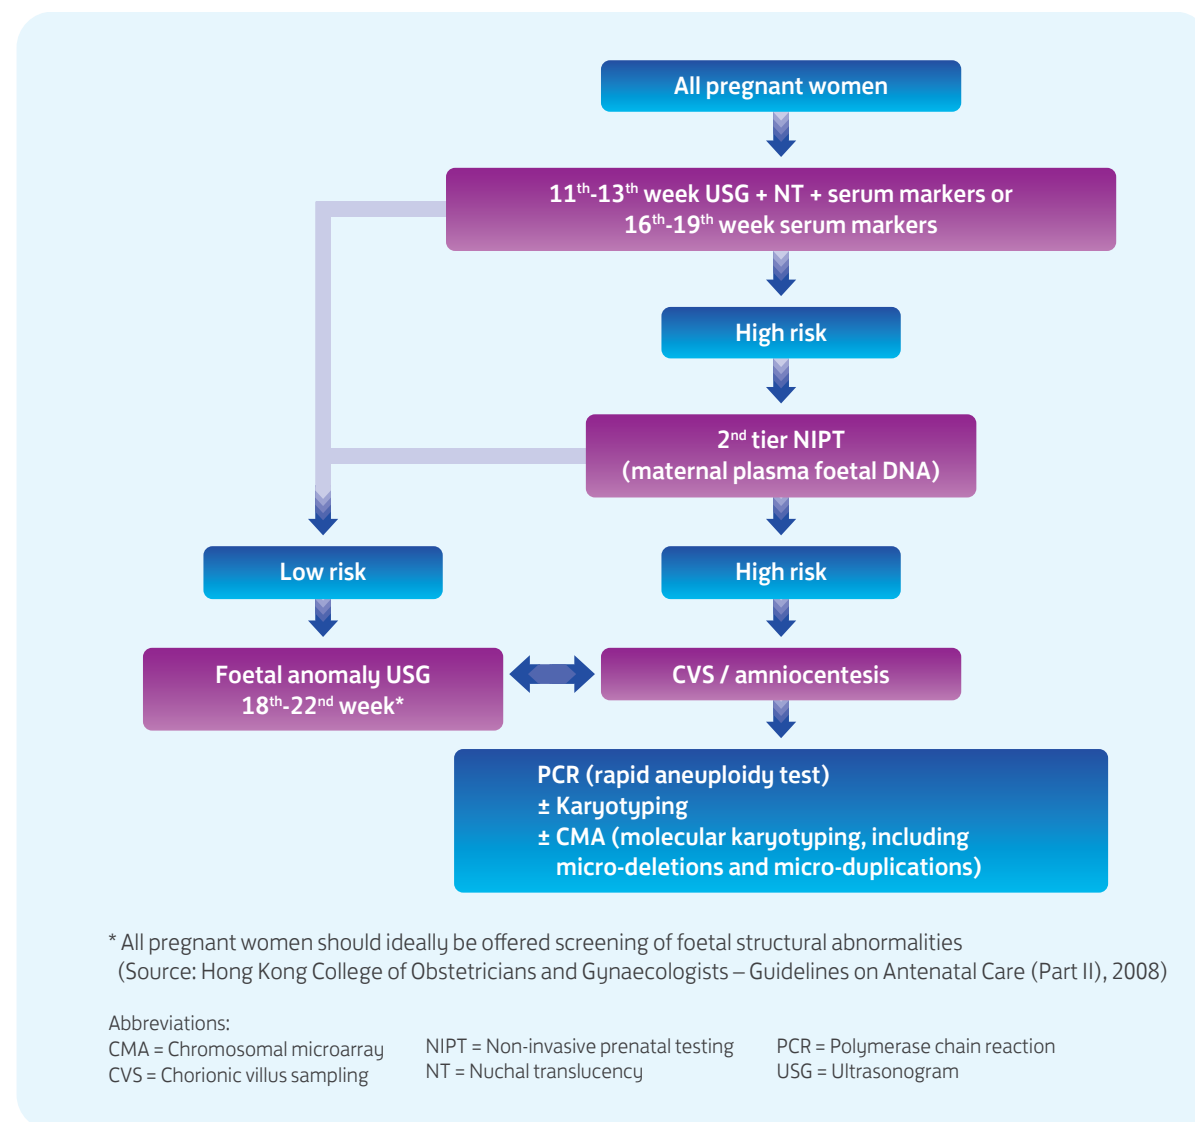 All pregnant women
11th-13th week USG + NT + serum markers or
16th-19th week serum markers
High risk
2nd tier NIPT
(maternal plasma foetal DNA)
Low risk
High risk
Foetal anomaly USG
18th-22nd week*
CVS / amniocentesis
PCR (rapid aneuploidy test)
± Karyotyping
± CMA (molecular karyotyping, including
micro-deletions and micro-duplications)
* All pregnant women should ideally be offered screening of foetal structural abnormalities
(Source: Hong Kong College of Obstetricians and Gynaecologists – Guidelines on Antenatal Care (Part II), 2008)
Abbreviations:
CMA = Chromosomal microarray
CVS = Chorionic villus sampling
NIPT = Non-invasive prenatal testing
NT = Nuchal translucency
PCR = Polymerase chain reaction
USG = Ultrasonogram